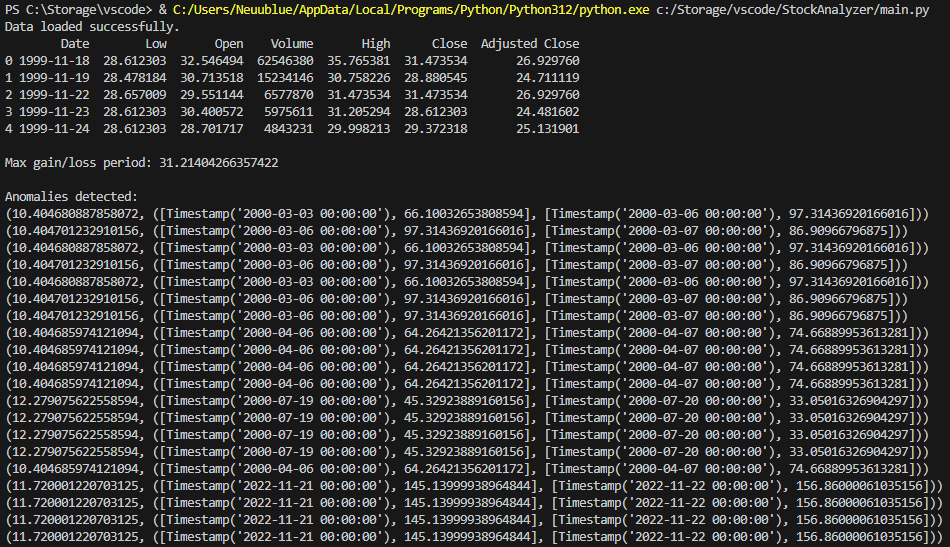 PS C:\Storage\vscode> & C:/Users/Neuublue/AppData/Local/Programs/Python/Python312/python.exe c:/Storage/vscode/StockAnalyzer/main.py
Data loaded successfully.
Date Low Open Volume High Close Adjusted Close
0 1999-11-18 28.612303 32.546494 62546380 35.765381 31.473534 26.929760
1 1999-11-19 28.478184 30.713518 15234146 30.758226 28.880545 24.711119
2 1999-11-22 28.657009 29.551144 6577870 31.473534 31.473534 26.929760
3 1999-11-23 28.612303 30.400572 5975611 31.205294 28.612303 24.481602
4 1999-11-24 28.612303 28.701717 4843231 29.998213 29.372318 25.131901
Max gain/loss period: 31.21404266357422
Anomalies detected:
(10.404680887858072, ([Timestamp('2000-03-03 00:00:00'), 66.10032653808594], [Timestamp('2000-03-06 00:00:00'), 97.31436920166016]))
(10.404701232910156, ([Timestamp('2000-03-06 00:00:00'), 97.31436920166016], [Timestamp('2000-03-07 00:00:00'), 86.90966796875]))
(10.404680887858072, ([Timestamp('2000-03-03 00:00:00'), 66.10032653808594], [Timestamp('2000-03-06 00:00:00'), 97.31436920166016]))
(10.404701232910156, ([Timestamp('2000-03-06 00:00:00'), 97.31436920166016], [Timestamp('2000-03-07 00:00:00'), 86.90966796875]))
(10.404680887858072, ([Timestamp('2000-03-03 00:00:00'), 66.10032653808594], [Timestamp('2000-03-06 00:00:00'), 97.31436920166016]))
(10.404701232910156, ([Timestamp('2000-03-06 00:00:00'), 97.31436920166016], [Timestamp('2000-03-07 00:00:00'), 86.90966796875]))
(10.404701232910156, ([Timestamp('2000-03-06 00:00:00'), 97.31436920166016], [Timestamp('2000-03-07 00:00:00'), 86.90966796875]))
(10.404685974121094, ([Timestamp('2000-04-06 00:00:00'), 64.26421356201172], [Timestamp('2000-04-07 00:00:00'), 74.66889953613281]))
(10.404685974121094, ([Timestamp('2000-04-06 00:00:00'), 64.26421356201172], [Timestamp('2000-04-07 00:00:00'), 74.66889953613281]))
(10.404685974121094, ([Timestamp('2000-04-06 00:00:00'), 64.26421356201172], [Timestamp('2000-04-07 00:00:00'), 74.66889953613281]))
(10.404685974121094, ([Timestamp('2000-04-06 00:00:00'), 64.26421356201172], [Timestamp('2000-04-07 00:00:00'), 74.66889953613281]))
(12.279075622558594, ([Timestamp('2000-07-19 00:00:00'), 45.32923889160156], [Timestamp('2000-07-20 00:00:00'), 33.05016326904297]))
(12.279075622558594, ([Timestamp('2000-07-19 00:00:00'), 45.32923889160156], [Timestamp('2000-07-20 00:00:00'), 33.05016326904297]))
(12.279075622558594, ([Timestamp('2000-07-19 00:00:00'), 45.32923889160156], [Timestamp('2000-07-20 00:00:00'), 33.05016326904297]))
(12.279075622558594, ([Timestamp('2000-07-19 00:00:00'), 45.32923889160156], [Timestamp('2000-07-20 00:00:00'), 33.05016326904297]))
(10.404685974121094, ([Timestamp('2000-04-06 00:00:00'), 64.26421356201172], [Timestamp('2000-04-07 00:00:00'), 74.66889953613281]))
(11.720001220703125, ([Timestamp('2022-11-21 00:00:00'), 145.13999938964844], [Timestamp('2022-11-22 00:00:00'), 156.86000061035156]))
(11.720001220703125, ([Timestamp('2022-11-21 00:00:00'), 145.13999938964844], [Timestamp('2022-11-22 00:00:00'), 156.86000061035156]))
(11.720001220703125, ([Timestamp('2022-11-21 00:00:00'), 145.13999938964844], [Timestamp('2022-11-22 00:00:00'), 156.86000061035156]))
(11.720001220703125, ([Timestamp('2022-11-21 00:00:00'), 145.13999938964844], [Timestamp('2022-11-22 00:00:00'), 156.86000061035156]))